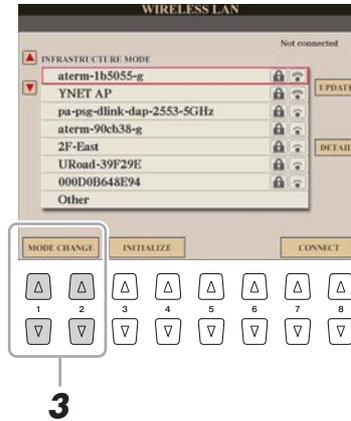 WIRELESS LAN
Not connected
INFRASTRUCTURE MODE
aterm-1b5055-g
YNET AP
UPDATE
pa-psg-dlink-dap-2553-5GHz
aterm-90cb38-g
2F-East
DETAIL
URoad-39F29E
000D0B648E94
Other
MODE CHANGE INITIALIZE CONNECT
1 2 3 4 5 6 7 8
3